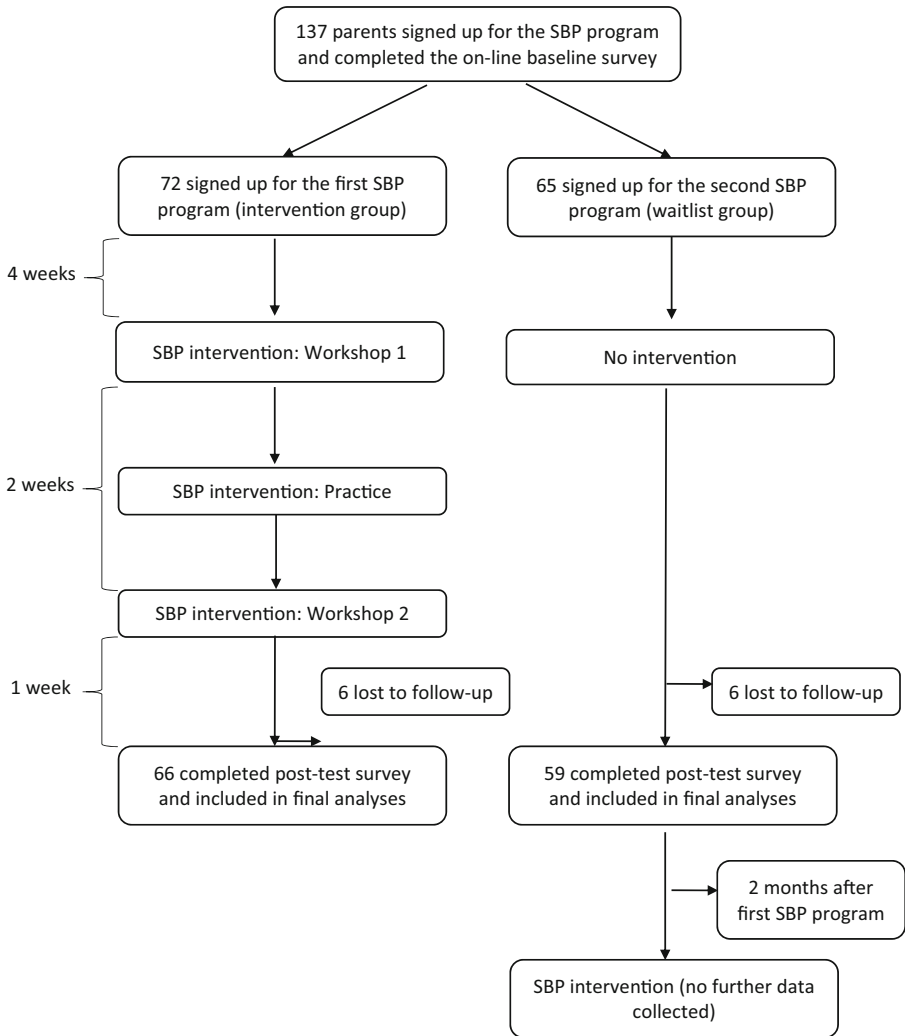 137 parents signed up for the SBP program
and completed the on-line baseline survey
72 signed up for the first SBP
program (intervention group)
65 signed up for the second SBP
program (waitlist group)
4 weeks
SBP intervention: Workshop 1
No intervention
2 weeks
SBP intervention: Practice
SBP intervention: Workshop 2
1 week
6 lost to follow-up
6 lost to follow-up
66 completed post-test survey
and included in final analyses
59 completed post-test survey
and included in final analyses
2 months after
first SBP program
SBP intervention (no further data
collected)